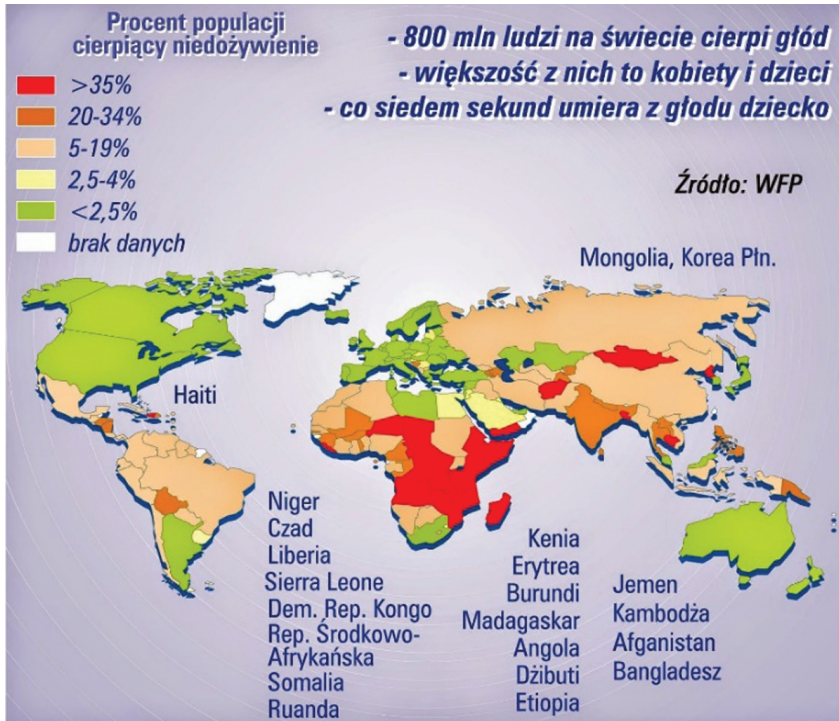 Procent populacji
cierpiący niedożywienie
>35%
20-34%
5-19%
2,5-4%
<2,5%
brak danych
- 800 mln ludzi na świecie cierpi głód
- większość z nich to kobiety i dzieci
- co siedem sekund umiera z głodu dziecko
Źródło: WFP
Mongolia, Korea Płn.
Haiti
Niger
Czad
Liberia
Sierra Leone
Dem. Rep. Kongo
Rep. Środkowo-
Afrykańska
Somalia
Ruanda
Kenia
Erytrea
Burundi
Madagaskar
Angola
Dżibuti
Etiopia
Jemen
Kambodża
Afganistan
Bangladesz